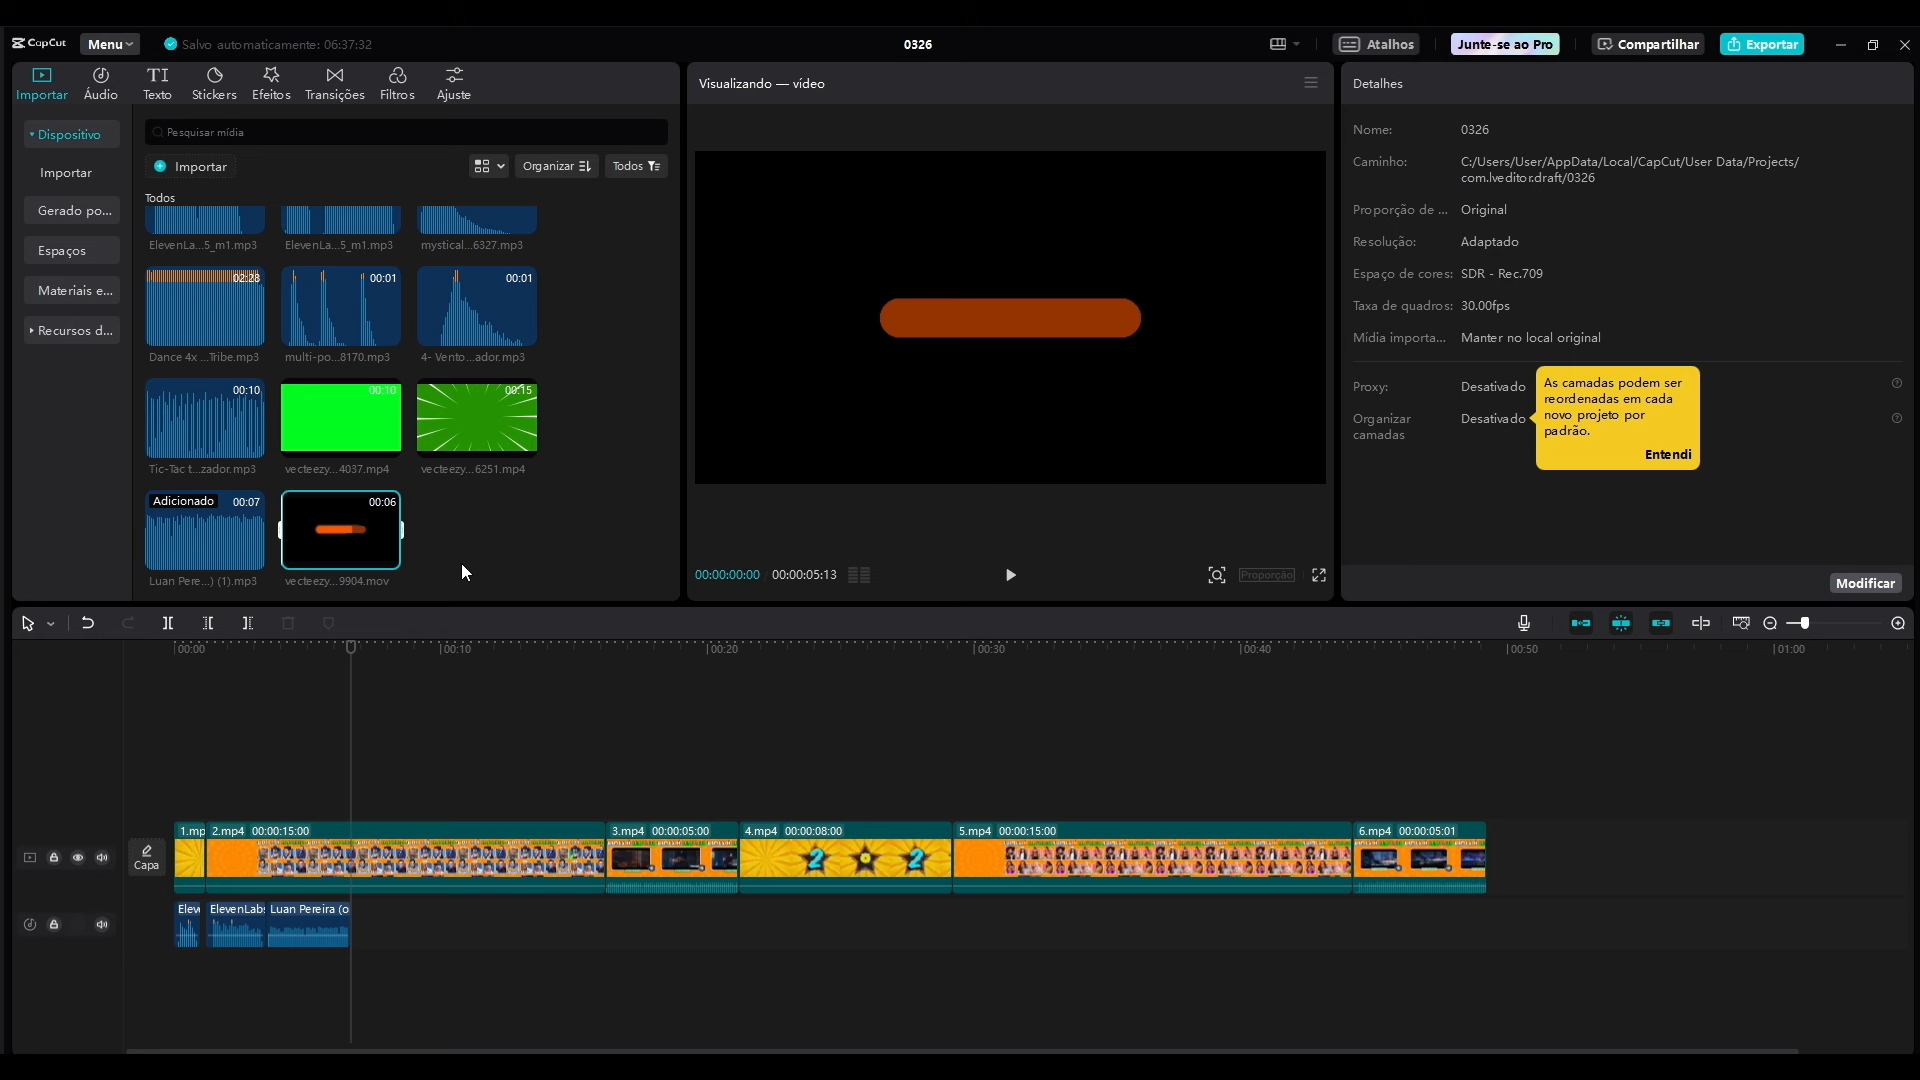 CapCut
Menu
Salvo automaticamente: 06:37:32
0326
Atalhos
Junte-se ao Pro
Compartilhar
Exportar
Importar
Áudio
Texto
Stickers
Efeitos
Transições
Filtros
Ajuste
Dispositivo
Importar
Gerado po...
Espaços
Materiais e...
Recursos d...
Pesquisar mídia
Importar
Organizar
Todos
Todos
ElevenLa...5_m1.mp3
ElevenLa...5_m1.mp3
mystical...6327.mp3
02:28
00:01
00:01
Dance 4x ...Tribe.mp3
multi-po...8170.mp3
4- Vento...ador.mp3
00:10
00:10
00:15
Tic-Tac t...zador.mp3
vecteezy...4037.mp4
vecteezy...6251.mp4
Adicionado
00:07
00:06
Luan Pere...) (1).mp3
vecteezy...9904.mov
Visualizando — vídeo
00:00:00:00
00:00:05:13
Proporção
Detalhes
Nome: 0326
Caminho: C:/Users/User/AppData/Local/CapCut/User Data/Projects/
com.lveditor.draft/0326
Proporção de ... Original
Resolução: Adaptado
Espaço de cores: SDR - Rec.709
Taxa de quadros: 30.00fps
Mídia importa... Manter no local original
Proxy: Desativado
Organizar camadas Desativado
As camadas podem ser
reordenadas em cada
novo projeto por
padrão.
Entendi
Modificar
00:00
00:10
00:20
00:30
00:40
00:50
01:00
Capa
1.mp
2.mp4 00:00:15:00
3.mp4 00:00:05:00
4.mp4 00:00:08:00
5.mp4 00:00:15:00
6.mp4 00:00:05:01
2
2
Elev
ElevenLabs
Luan Pereira (o